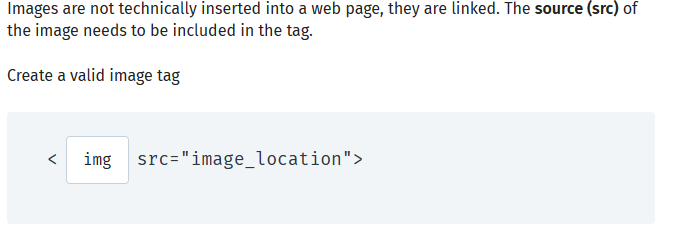 Images are not technically inserted into a web page, they are linked. The source (src) of
the image needs to be included in the tag.
Create a valid image tag
< img src="image_location">